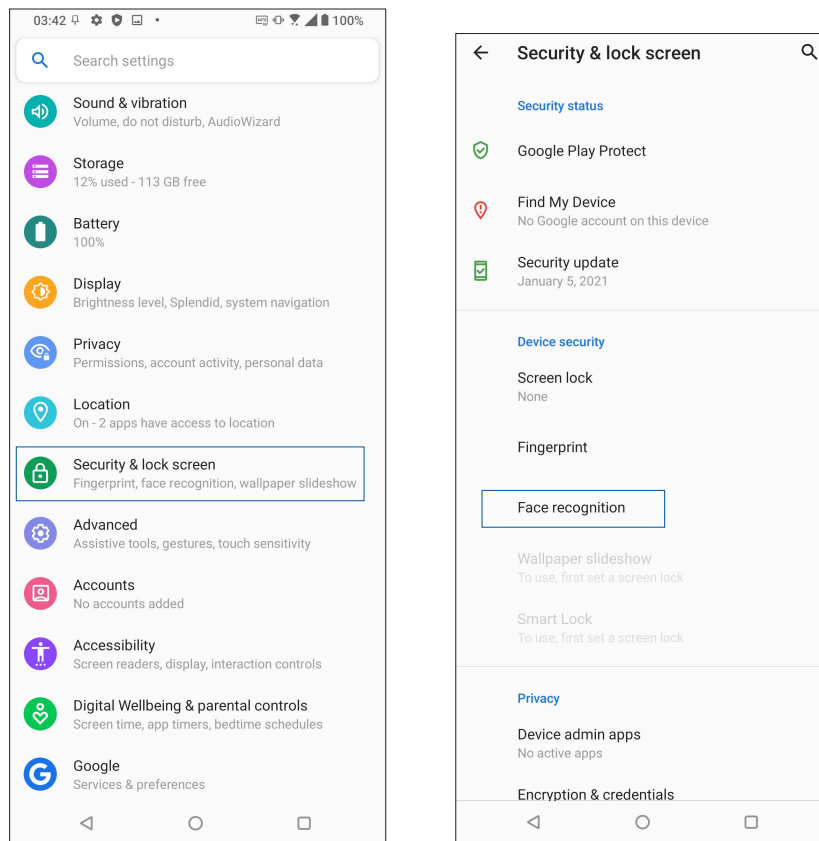 03:42
100%
Search settings
Sound & vibration
Volume, do not disturb, AudioWizard
Storage
12% used - 113 GB free
Battery
100%
Display
Brightness level, Splendid, system navigation
Privacy
Permissions, account activity, personal data
Location
On - 2 apps have access to location
Security & lock screen
Fingerprint, face recognition, wallpaper slideshow
Advanced
Assistive tools, gestures, touch sensitivity
Accounts
No accounts added
Accessibility
Screen readers, display, interaction controls
Digital Wellbeing & parental controls
Screen time, app timers, bedtime schedules
Google
Services & preferences
Security & lock screen
Security status
Google Play Protect
Find My Device
No Google account on this device
Security update
January 5, 2021
Device security
Screen lock
None
Fingerprint
Face recognition
Wallpaper slideshow
To use, first set a screen lock
Smart Lock
To use, first set a screen lock
Privacy
Device admin apps
No active apps
Encryption & credentials